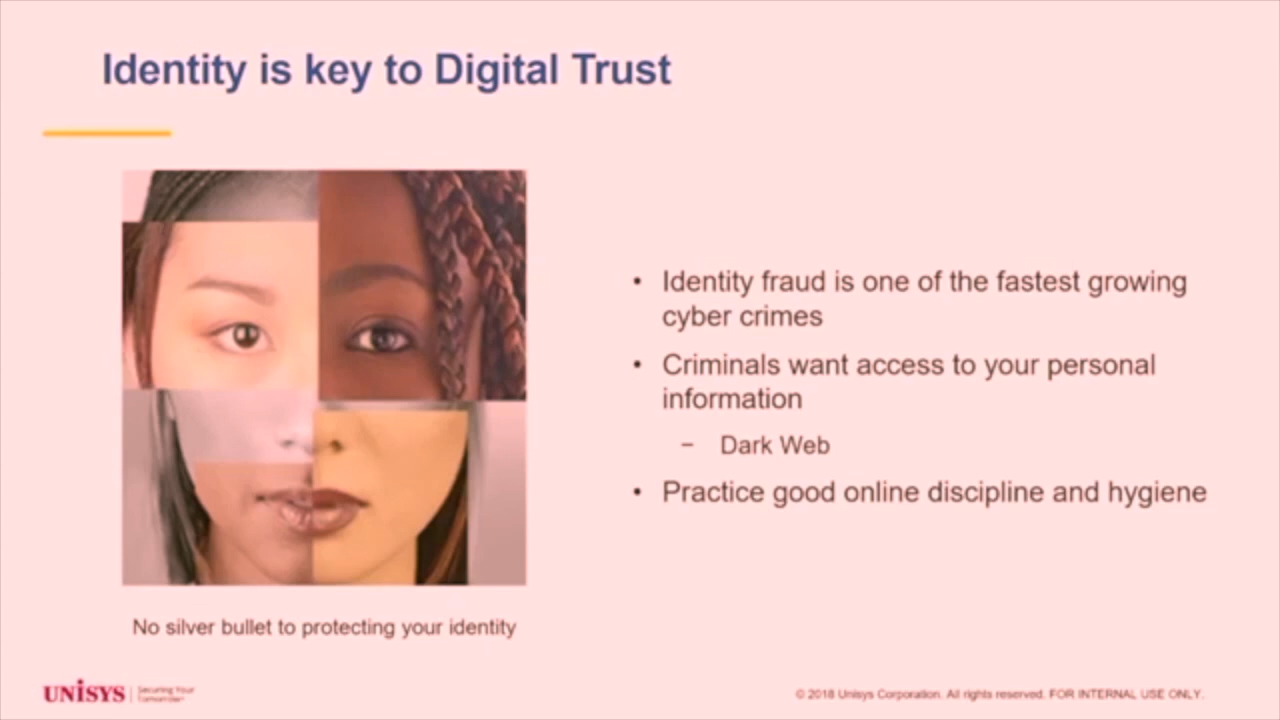 Identity is key to Digital Trust
• Identity fraud is one of the fastest growing
cyber crimes
• Criminals want access to your personal
information
– Dark Web
• Practice good online discipline and hygiene
No silver bullet to protecting your identity
UNISYS | Securing Your
Tomorrow
© 2018 Unisys Corporation. All rights reserved. FOR INTERNAL USE ONLY.